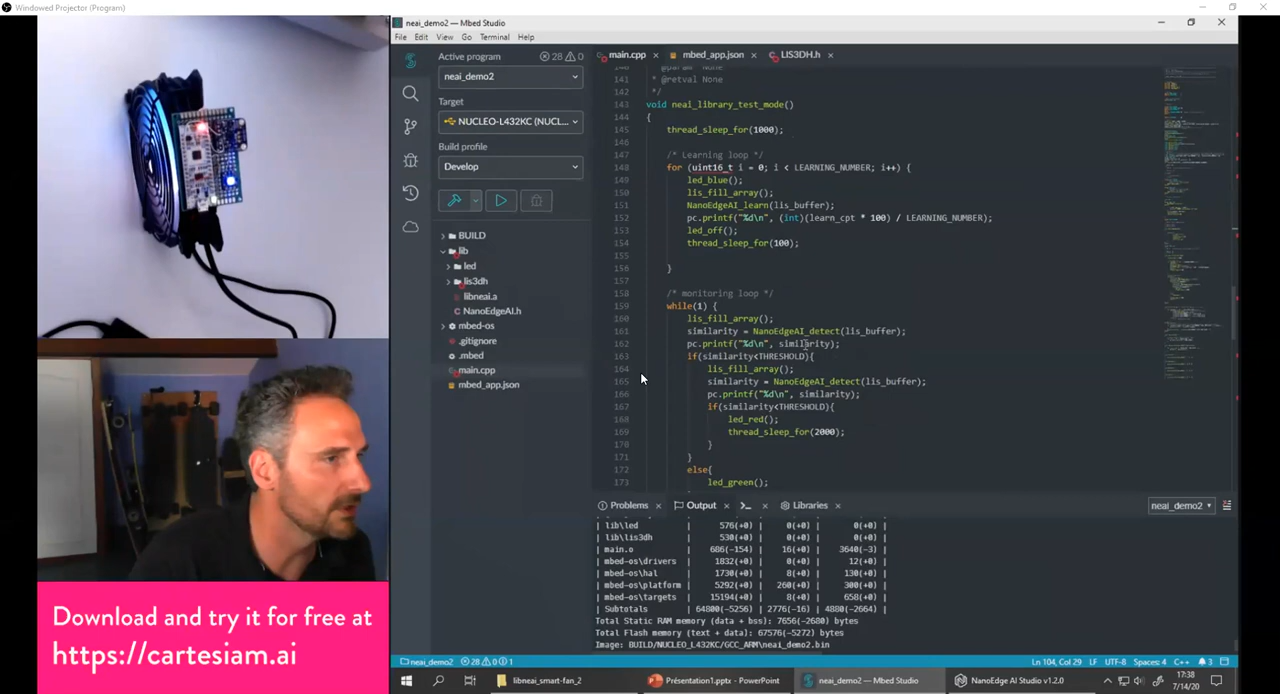 Windowed Projector (Program)
neai_demo2 — Mbed Studio
File Edit View Go Terminal Help
Active program 28 0
neai_demo2
Target
NUCLEO-L432KC (NUCL...
Build profile
Develop
BUILD
lib
led
lis3dh
libneai.a
NanoEdgeAI.h
mbed-os
.gitignore
.mbed
main.cpp
mbed_app.json
main.cpp mbed_app.json LIS3DH.h
140 * @param None
141 * @retval None
142 */
143 void neai_library_test_mode()
144 {
145 thread_sleep_for(1000);
146
147 /* Learning loop */
148 for (uint16_t i = 0; i < LEARNING_NUMBER; i++) {
149 led_blue();
150 lis_fill_array();
151 NanoEdgeAI_learn(lis_buffer);
152 pc.printf("%d\n", (int)(learn_cpt * 100) / LEARNING_NUMBER);
153 led_off();
154 thread_sleep_for(100);
155
156 }
157
158 /* monitoring loop */
159 while(1) {
160 lis_fill_array();
161 similarity = NanoEdgeAI_detect(lis_buffer);
162 pc.printf("%d\n", similarity);
163 if(similarity<THRESHOLD){
164 lis_fill_array();
165 similarity = NanoEdgeAI_detect(lis_buffer);
166 pc.printf("%d\n", similarity);
167 if(similarity<THRESHOLD){
168 led_red();
169 thread_sleep_for(2000);
170 }
171 }
172 else{
173 led_green();
Problems Output Libraries neai_demo2
| lib\led | 576(+0) | 0(+0) | 0(+0) |
| lib\lis3dh | 530(+0) | 0(+0) | 0(+0) |
| main.o | 686(-154) | 16(+0) | 3640(-3) |
| mbed-os\drivers | 1832(+0) | 0(+0) | 12(+0) |
| mbed-os\hal | 1730(+0) | 8(+0) | 130(+0) |
| mbed-os\platform | 5292(+0) | 260(+0) | 300(+0) |
| mbed-os\targets | 15194(+0) | 8(+0) | 658(+0) |
| Subtotals | 64800(-5256) | 2776(-16) | 4880(-2664) |
Total Static RAM memory (data + bss): 7656(-2680) bytes
Total Flash memory (text + data): 67576(-5272) bytes
Image: BUILD/NUCLEO_L432KC/GCC_ARM\neai_demo2.bin
neai_demo2 28 0 1 Ln 104, Col 29 LF UTF-8 Spaces: 4 C++ 3
libneai_smart-fan_2 Présentation1.pptx - PowerPoint neai_demo2 — Mbed Studio NanoEdge AI Studio v1.2.0 17:38
7/14/20
Download and try it for free at
https://cartesiam.ai